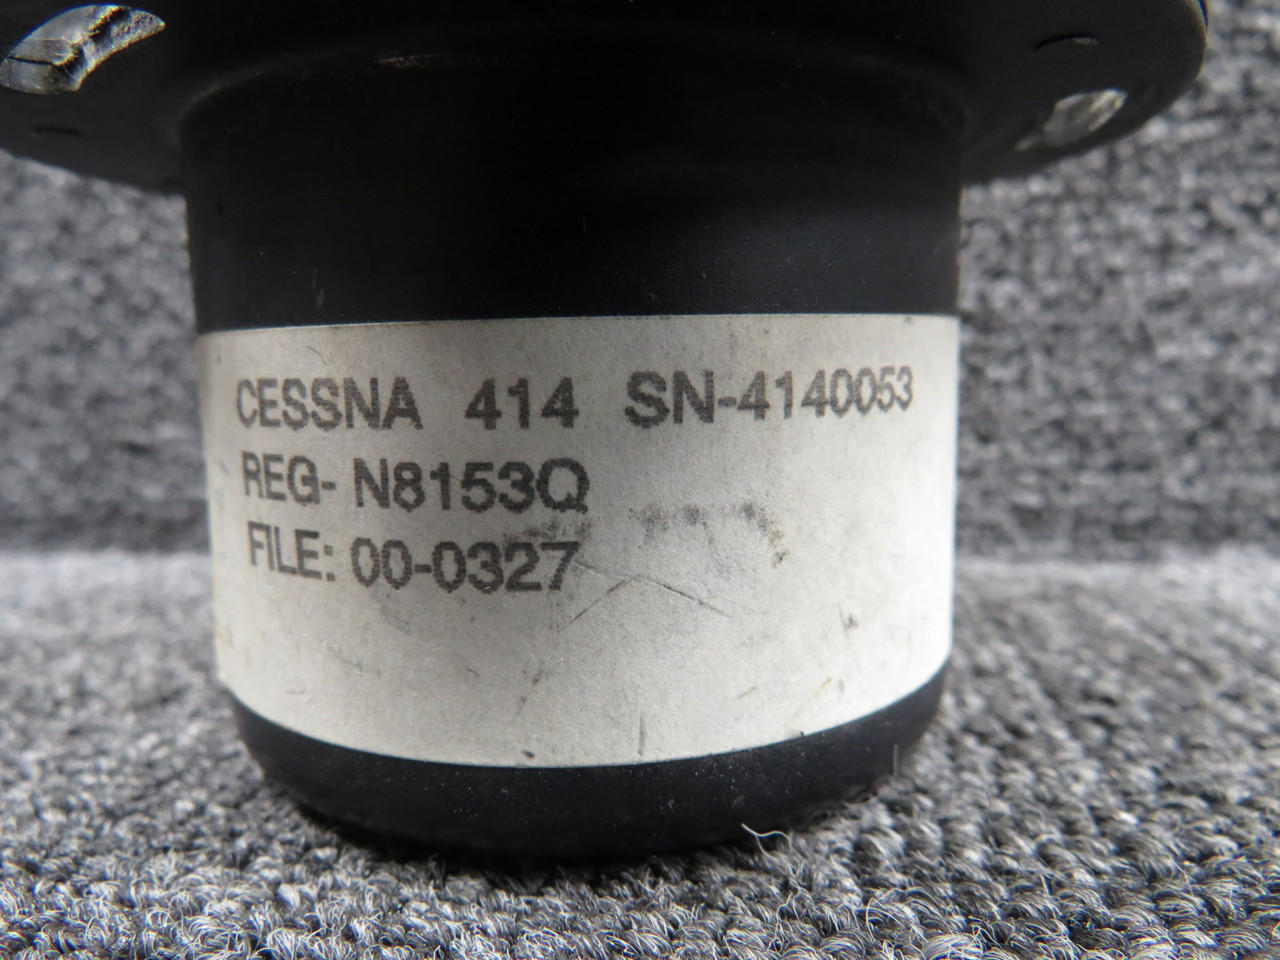 CESSNA 414 SN-4140053
REG- N8153Q
FILE: 00-0327